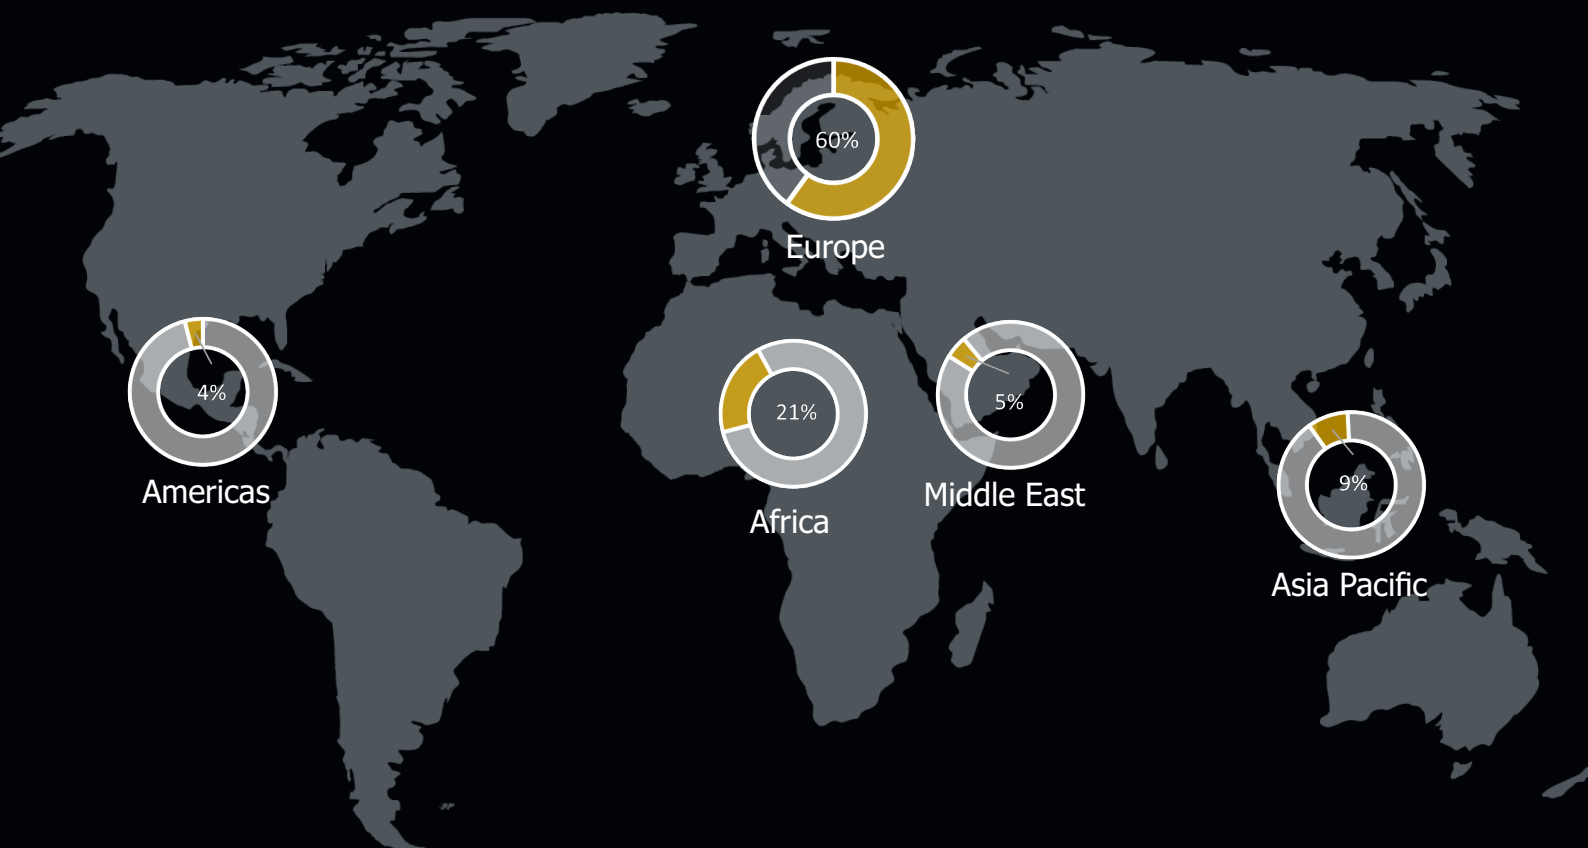 60%
Europe
4%
Americas
21%
Africa
5%
Middle East
9%
Asia Pacific